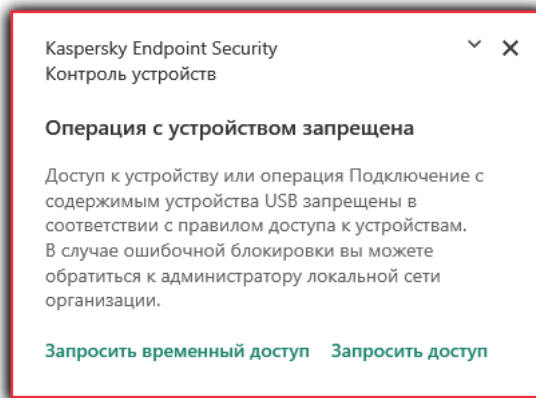 Kaspersky Endpoint Security
Контроль устройств
Операция с устройством запрещена
Доступ к устройству или операция Подключение с
содержимым устройства USB запрещены в
соответствии с правилом доступа к устройствам.
В случае ошибочной блокировки вы можете
обратиться к администратору локальной сети
организации.
Запросить временный доступ Запросить доступ